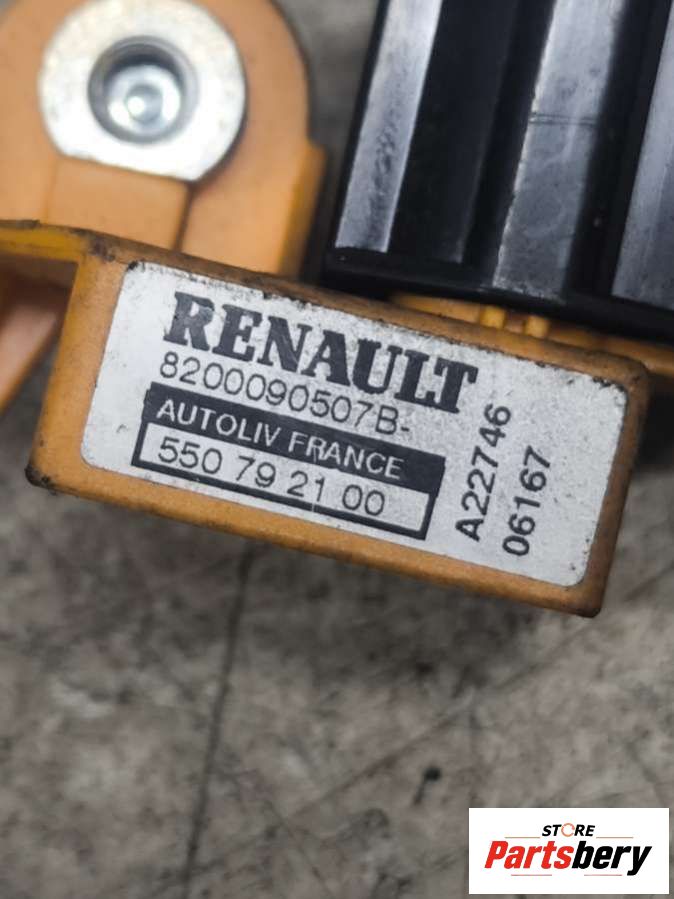 RENAULT
8200090507B-
AUTOLIV FRANCE
550 79 21 00
A22746
06167
STORE
Partsbery